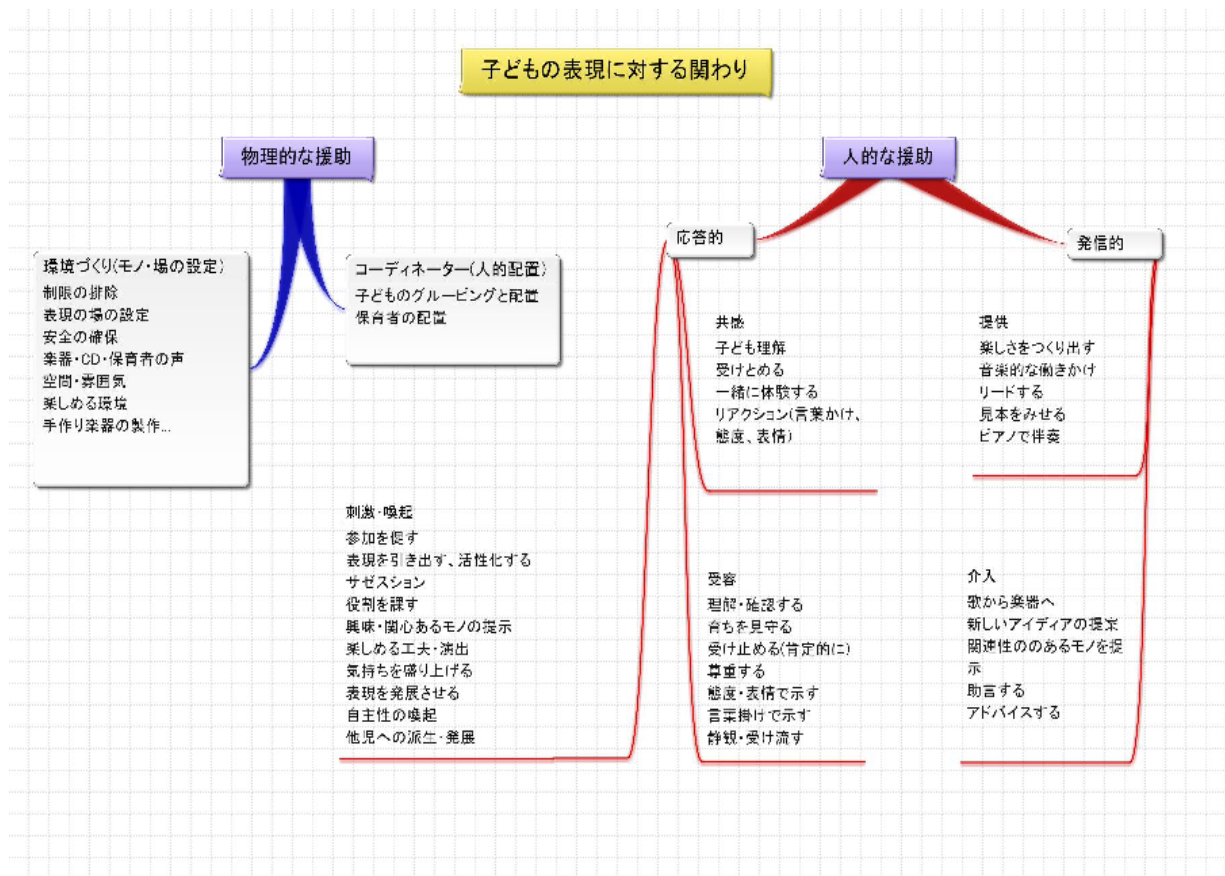 子どもの表現に対する関わり
物理的な援助
環境づくり(モノ・場の設定)
制限の排除
表現の場の設定
安全の確保
楽器・CD・保育者の声
空間・雰囲気
楽しめる環境
手作り楽器の製作...
コーディネーター(人的配置)
子どものグルーピングと配置
保育者の配置
人的な援助
応答的
共感
子ども理解
受けとめる
一緒に体験する
リアクション(言葉かけ、
態度、表情)
刺激・喚起
参加を促す
表現を引き出す、活性化する
サゼスション
役割を課す
興味・関心あるモノの提示
楽しめる工夫・演出
気持ちを盛り上げる
表現を発展させる
自主性の喚起
他児への派生・発展
受容
理解・確認する
育ちを見守る
受け止める(肯定的に)
尊重する
態度・表情で示す
言葉掛けで示す
静観・受け流す
発信的
提供
楽しさをつくり出す
音楽的な働きかけ
リードする
見本をみせる
ピアノで伴奏
介入
歌から楽器へ
新しいアイディアの提案
関連性ののあるモノを提
示
助言する
アドバイスする